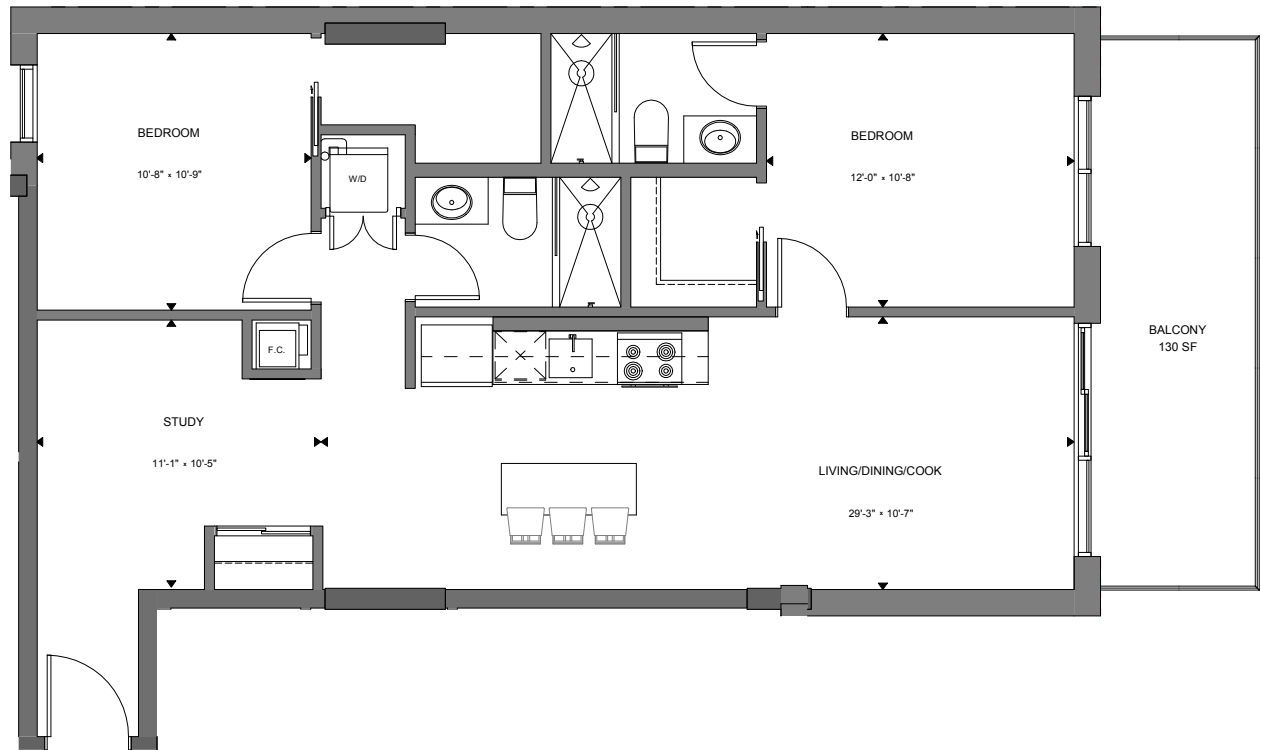 BEDROOM
10'-8" x 10'-9"
W/D
BEDROOM
12'-0" x 10'-8"
BALCONY
130 SF
F.C.
STUDY
11'-1" x 10'-5"
LIVING/DINING/COOK
29'-3" x 10'-7"